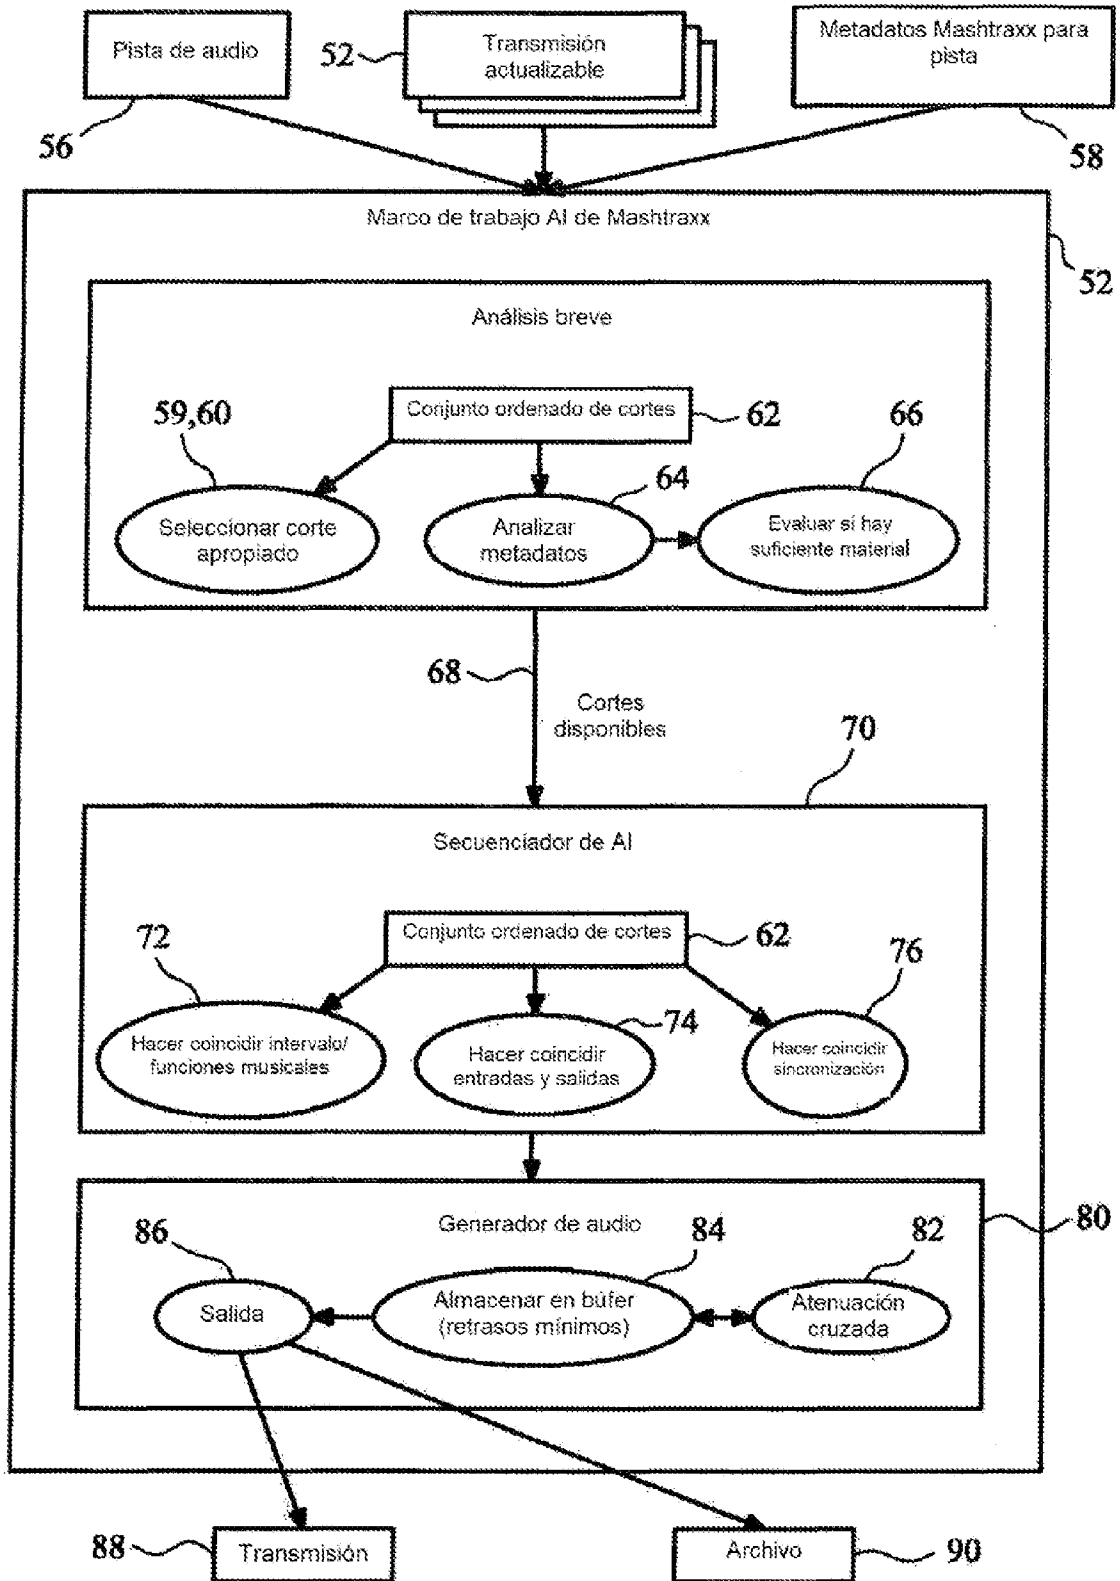 Pista de audio
52
Transmisión
actualizable
Metadatos Mashtraxx para
pista
56
58
Marco de trabajo AI de Mashtraxx
52
Análisis breve
59,60
Conjunto ordenado de cortes
62
66
64
Seleccionar corte
apropiado
Analizar
metadatos
Evaluar si hay
suficiente material
68
Cortes
disponibles
70
Secuenciador de AI
72
Conjunto ordenado de cortes
62
76
74
Hacer coincidir intervalo/
funciones musicales
Hacer coincidir
entradas y salidas
Hacer coincidir
sincronización
Generador de audio
86
84
82
80
Salida
Almacenar en búfer
(retrasos mínimos)
Atenuación
cruzada
88
Transmisión
Archivo
90